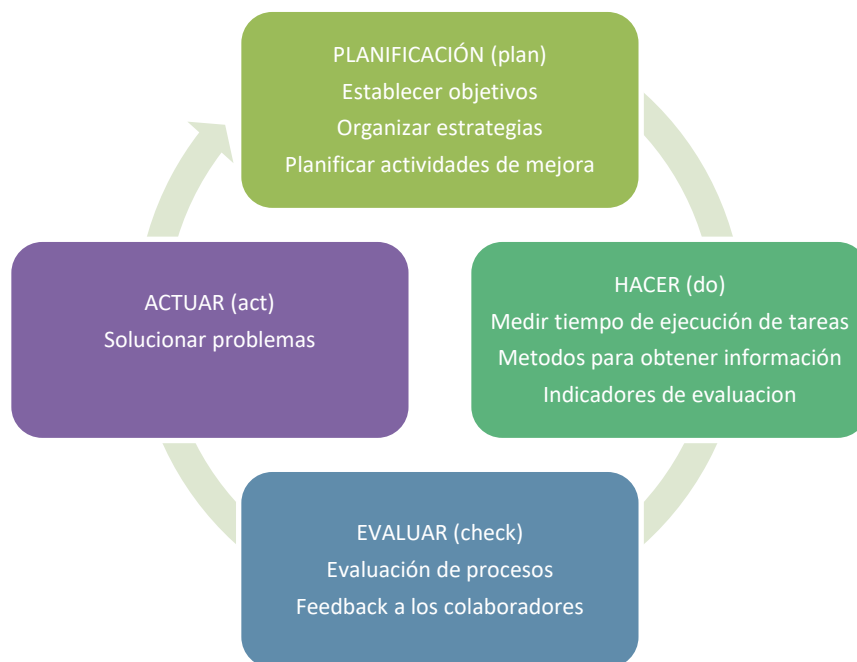 PLANIFICACIÓN (plan)
Establecer objetivos
Organizar estrategias
Planificar actividades de mejora
HACER (do)
Medir tiempo de ejecución de tareas
Metodos para obtener información
Indicadores de evaluacion
EVALUAR (check)
Evaluación de procesos
Feedback a los colaboradores
ACTUAR (act)
Solucionar problemas